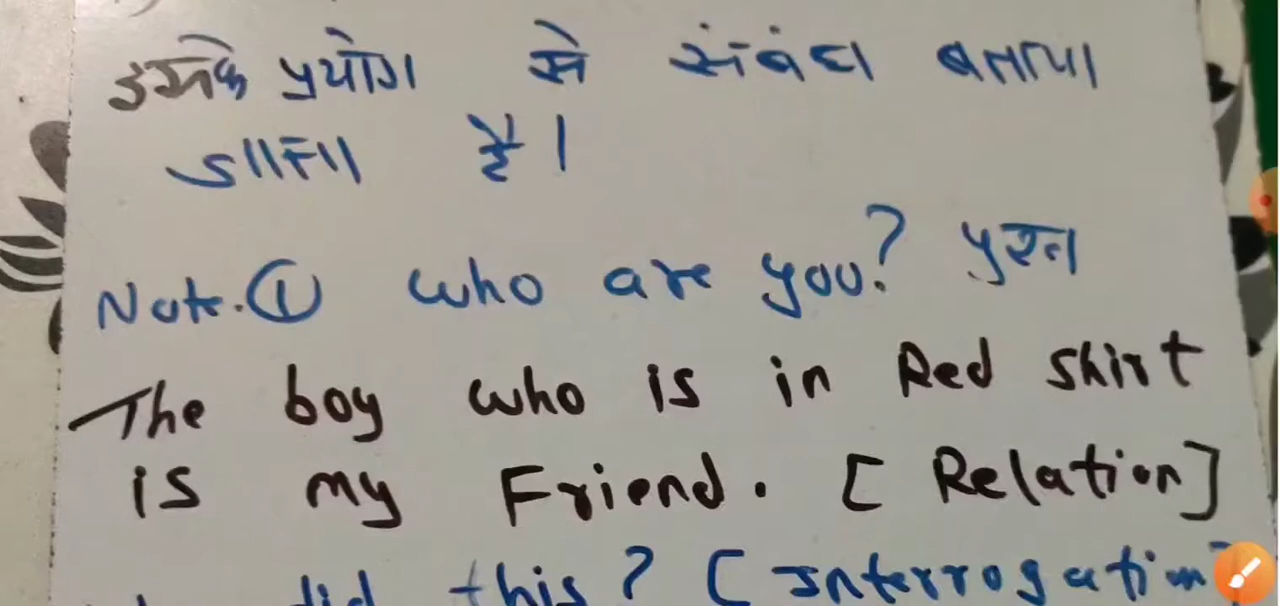 इसके प्रयोग से संबंध बताया
जाता है।
Note.① who are you? प्रश्न
The boy who is in Red shirt
is my Friend. [Relation]
did this? [Interrogation